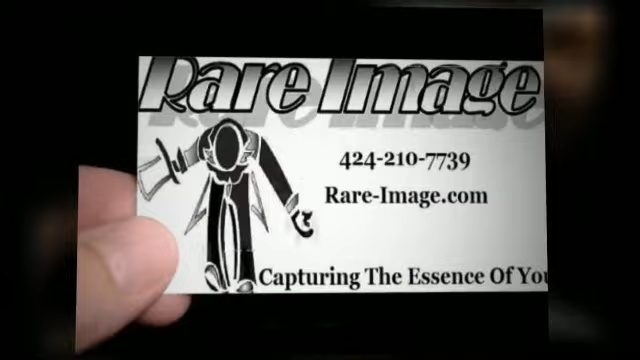 Rare Image
424-210-7739
Rare-Image.com
Capturing The Essence Of You